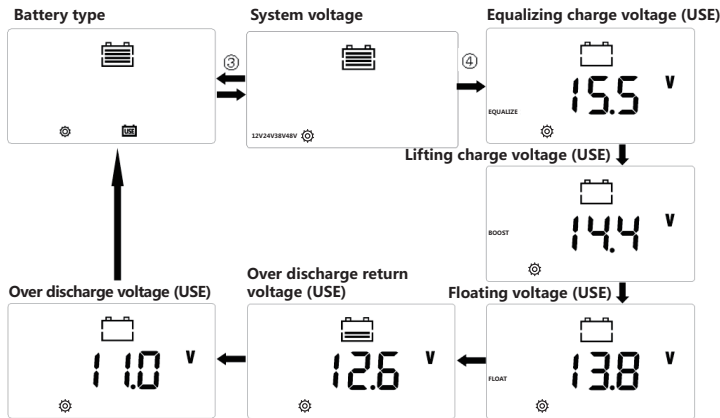 Battery type
System voltage
Equalizing charge voltage (USE)
③
④
USE
12V24V38V48V
EQUALIZE
15.5 V
Lifting charge voltage (USE)
BOOST
14.4 V
Over discharge voltage (USE)
Over discharge return
voltage (USE)
Floating voltage (USE)
11.0 V
12.6 V
FLOAT
13.8 V